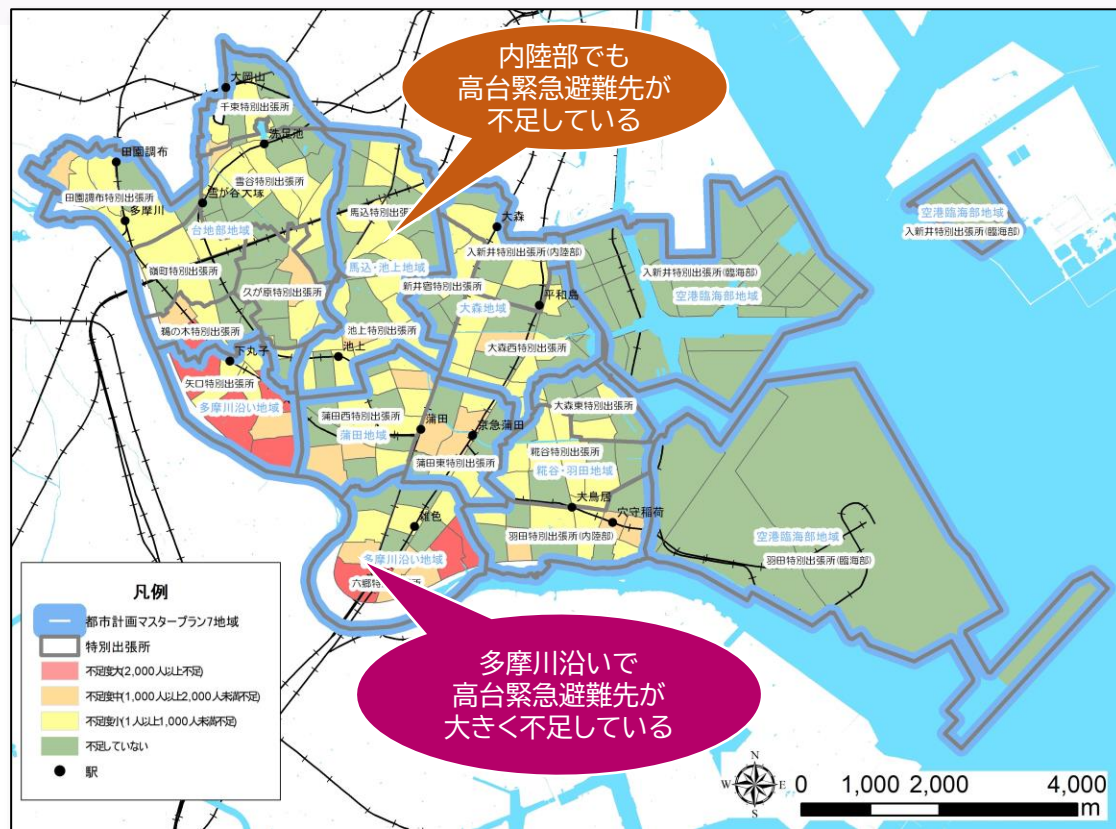 内陸部でも
高台緊急避難先が
不足している
大岡山
千束特別出張所
洗足池
田園調布
田園調布特別出張所
雪谷特別出張所
雪が谷大塚
多摩川
台地部地域
馬込特別出張所
大森
入新井特別出張所(内陸部)
空港臨海部地域
入新井特別出張所(臨海部)
嶺町特別出張所
馬込・池上地域
入新井特別出張所(臨海部)
久が原特別出張所
新井宿特別出張所
空港臨海部地域
大森地域
平和島
鵜の木特別出張所
池上特別出張所
下丸子
池上
大森西特別出張所
矢口特別出張所
多摩川沿い地域
蒲田西特別出張所
大森東特別出張所
蒲田
京急蒲田
蒲田地域
糀谷特別出張所
蒲田東特別出張所
糀谷・羽田地域
大鳥居
穴守稲荷
雑色
羽田特別出張所(内陸部)
空港臨海部地域
羽田特別出張所(臨海部)
多摩川沿い地域
六郷特別出張所
凡例
都市計画マスタープラン7地域
特別出張所
不足度大(2,000人以上不足)
不足度中(1,000人以上2,000人未満不足)
不足度小(1人以上1,000人未満不足)
不足していない
駅
多摩川沿いで
高台緊急避難先が
大きく不足している
N
W E
S
0 1,000 2,000 4,000
m